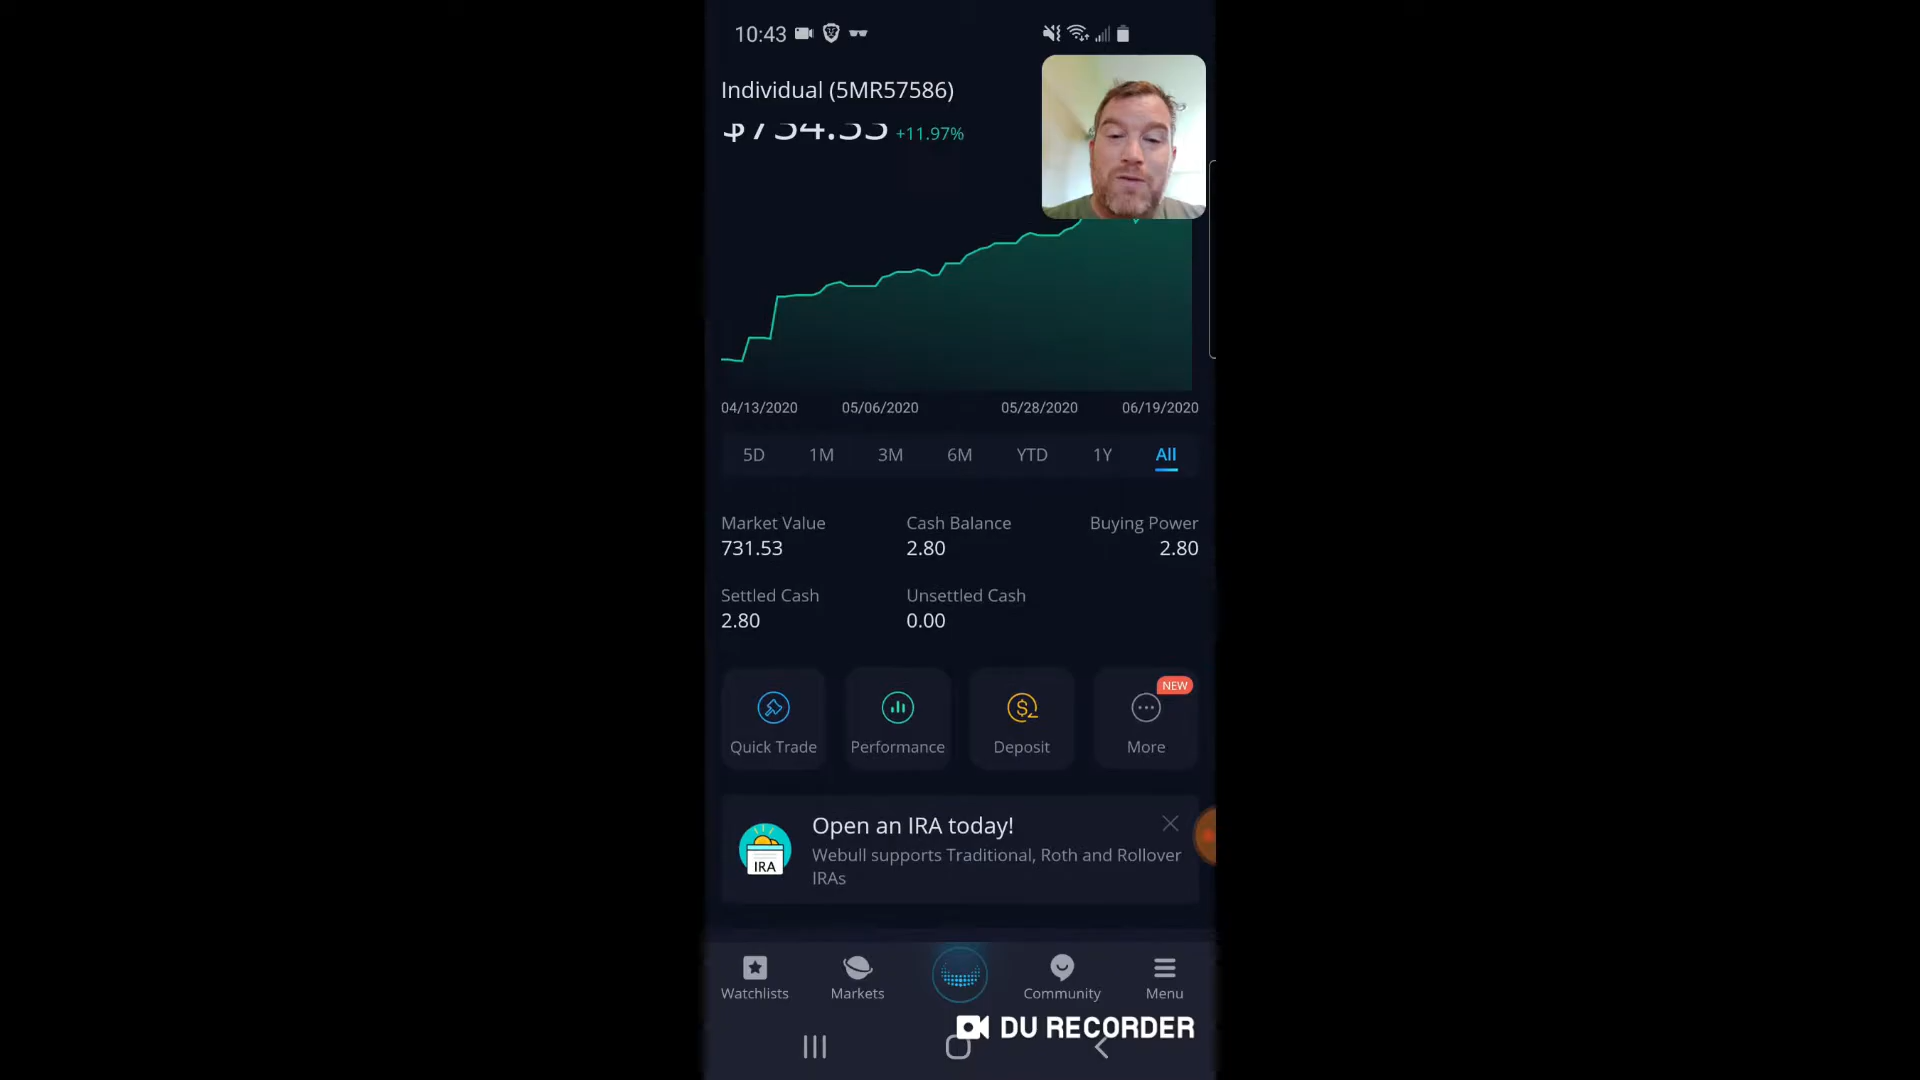 10:43
Individual (5MR57586)
$734.33 +11.97%
04/13/2020 05/06/2020 05/28/2020 06/19/2020
5D 1M 3M 6M YTD 1Y All
Market Value Cash Balance Buying Power
731.53 2.80 2.80
Settled Cash Unsettled Cash
2.80 0.00
NEW
Quick Trade Performance Deposit More
Open an IRA today!
Webull supports Traditional, Roth and Rollover
IRAs
IRA
Watchlists Markets Community Menu
DU RECORDER